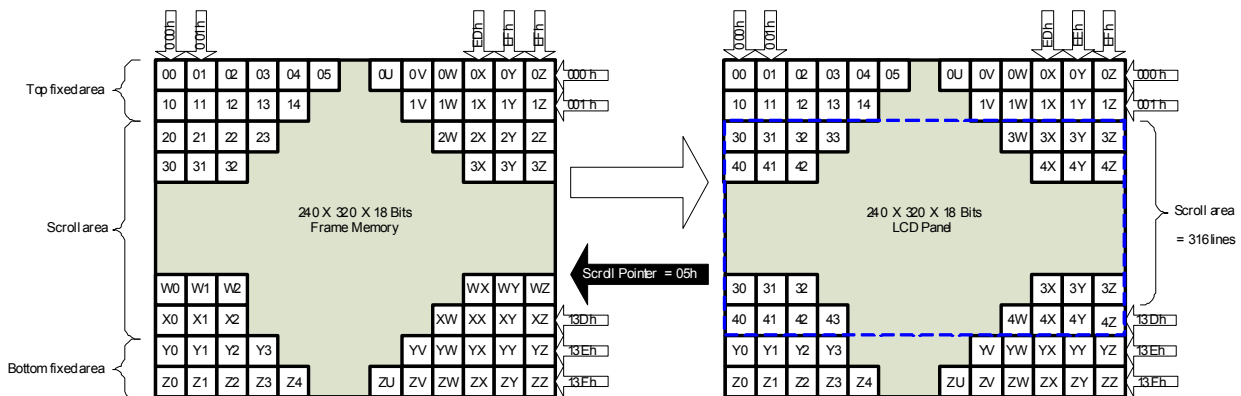 000h 001h EDh EFh EFh 000h 001h EDh EEh EFh
00 01 02 03 04 05 0U 0V 0W 0X 0Y 0Z 000h 00 01 02 03 04 05 0U 0V 0W 0X 0Y 0Z 000h
Top fixed area
10 11 12 13 14 1V 1W 1X 1Y 1Z 001h 10 11 12 13 14 1V 1W 1X 1Y 1Z 001h
20 21 22 23 2W 2X 2Y 2Z 30 31 32 33 3W 3X 3Y 3Z
30 31 32 3X 3Y 3Z 40 41 42 4X 4Y 4Z
240 X 320 X 18 Bits
Frame Memory
240 X 320 X 18 Bits
LCD Panel
Scroll area
Scroll area
= 316 lines
Scroll Pointer = 05h
W0 W1 W2 WX WY WZ 30 31 32 3X 3Y 3Z
X0 X1 X2 XW XX XY XZ 13Dh 40 41 42 43 4W 4X 4Y 4Z 13Dh
Y0 Y1 Y2 Y3 YV YW YX YY YZ 13Eh Y0 Y1 Y2 Y3 YV YW YX YY YZ 13Eh
Bottom fixed area
Z0 Z1 Z2 Z3 Z4 ZU ZV ZW ZX ZY ZZ 13Fh Z0 Z1 Z2 Z3 Z4 ZU ZV ZW ZX ZY ZZ 13Fh